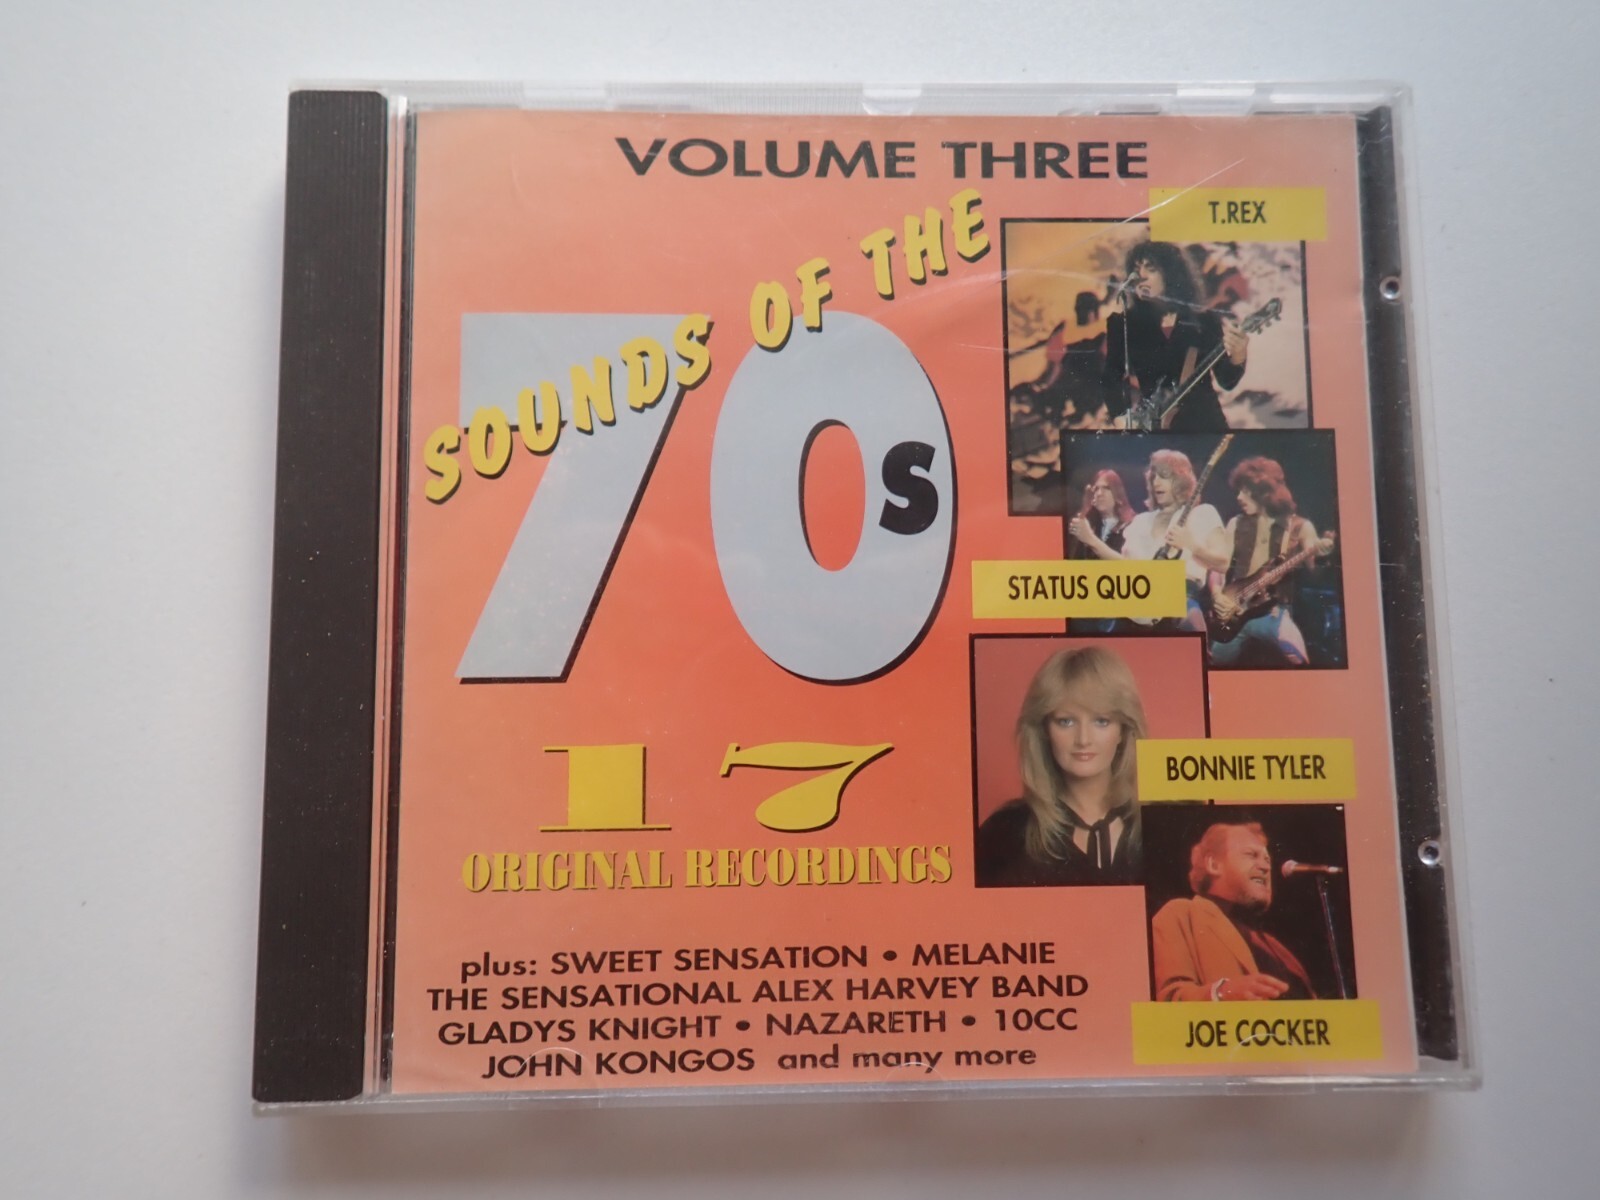 VOLUME THREE
SOUNDS OF THE
70s
T.REX
STATUS QUO
BONNIE TYLER
JOE COCKER
17
ORIGINAL RECORDINGS
plus: SWEET SENSATION • MELANIE
THE SENSATIONAL ALEX HARVEY BAND
GLADYS KNIGHT • NAZARETH • 10CC
JOHN KONGOS and many more